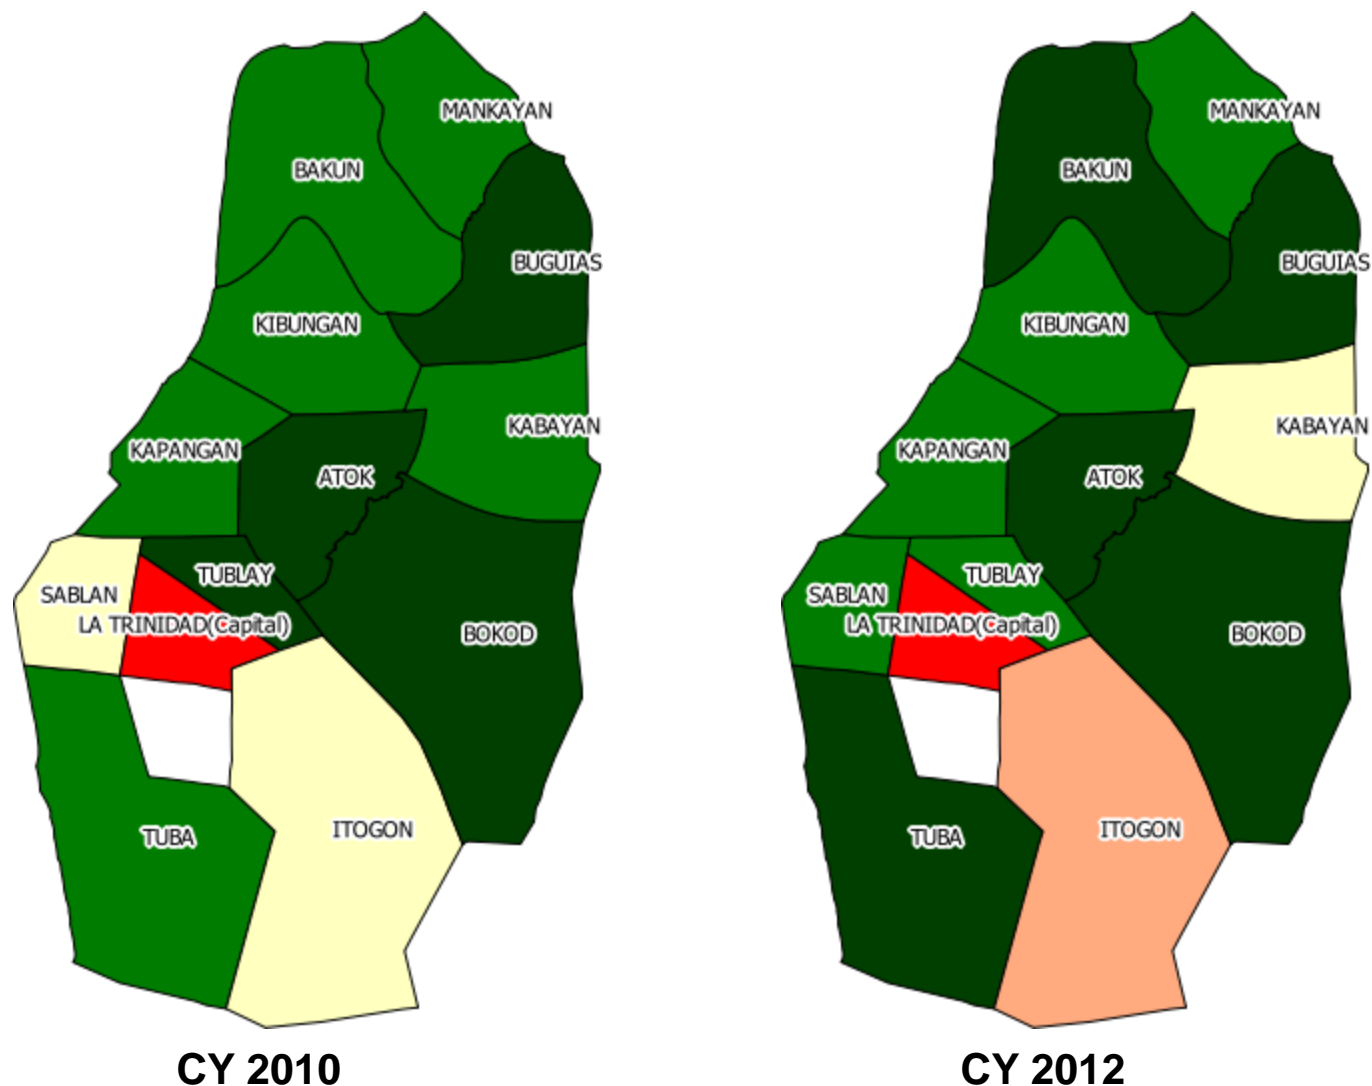 MANKAYAN
BAKUN
BUGUIAS
KIBUNGAN
KABAYAN
KAPANGAN
ATOK
TUBLAY
SABLAN
LA TRINIDAD(Capital)
BOKOD
ITOGON
TUBA
CY 2010
MANKAYAN
BAKUN
BUGUIAS
KIBUNGAN
KABAYAN
KAPANGAN
ATOK
TUBLAY
SABLAN
LA TRINIDAD(Capital)
BOKOD
ITOGON
TUBA
CY 2012